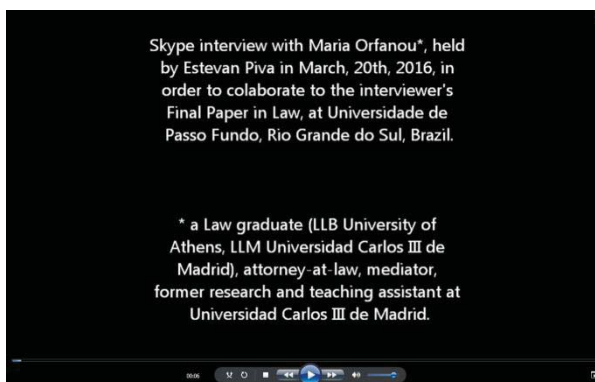 Skype interview with Maria Orfanou*, held
by Estevan Piva in March, 20th, 2016, in
order to colaborate to the interviewer's
Final Paper in Law, at Universidade de
Passo Fundo, Rio Grande do Sul, Brazil.
* a Law graduate (LLB University of
Athens, LLM Universidad Carlos III de
Madrid), attorney-at-law, mediator,
former research and teaching assistant at
Universidad Carlos III de Madrid.
00:06